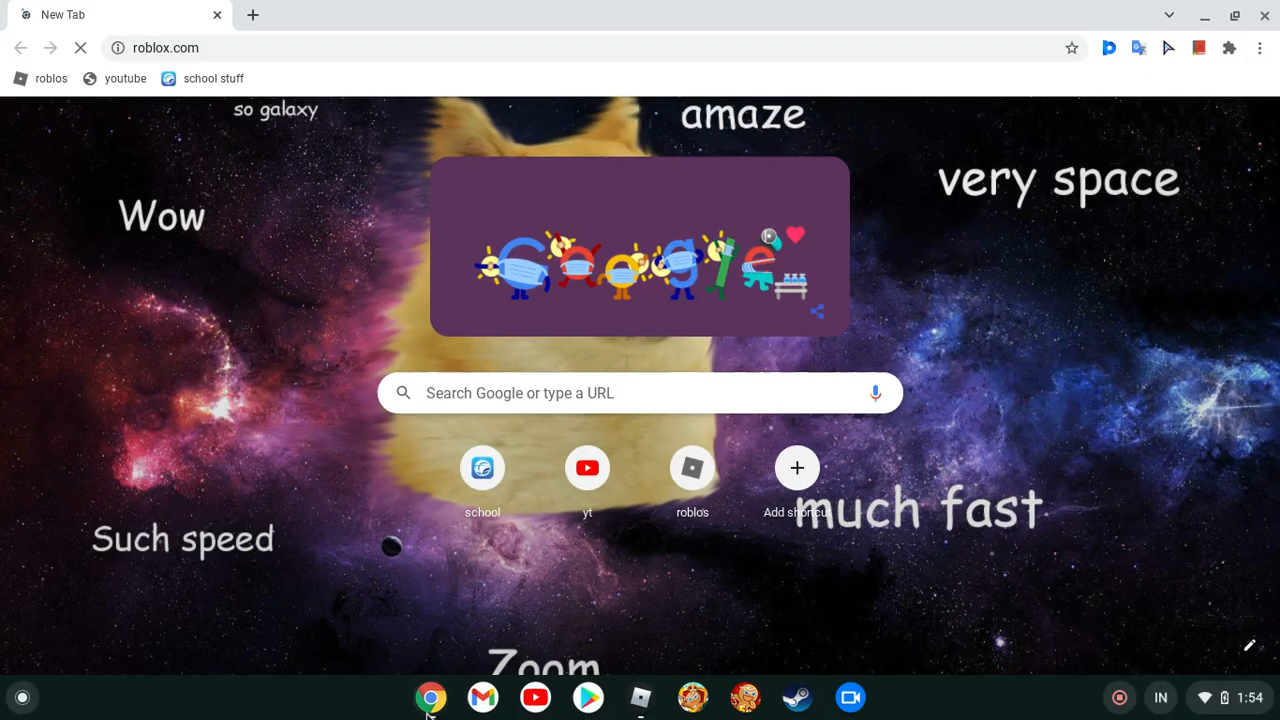 New Tab
roblox.com
roblos
youtube
school stuff
so galaxy
amaze
very space
Wow
Google
Search Google or type a URL
school
yt
roblos
Add shortcut
much fast
Such speed
Zoom
IN
1:54